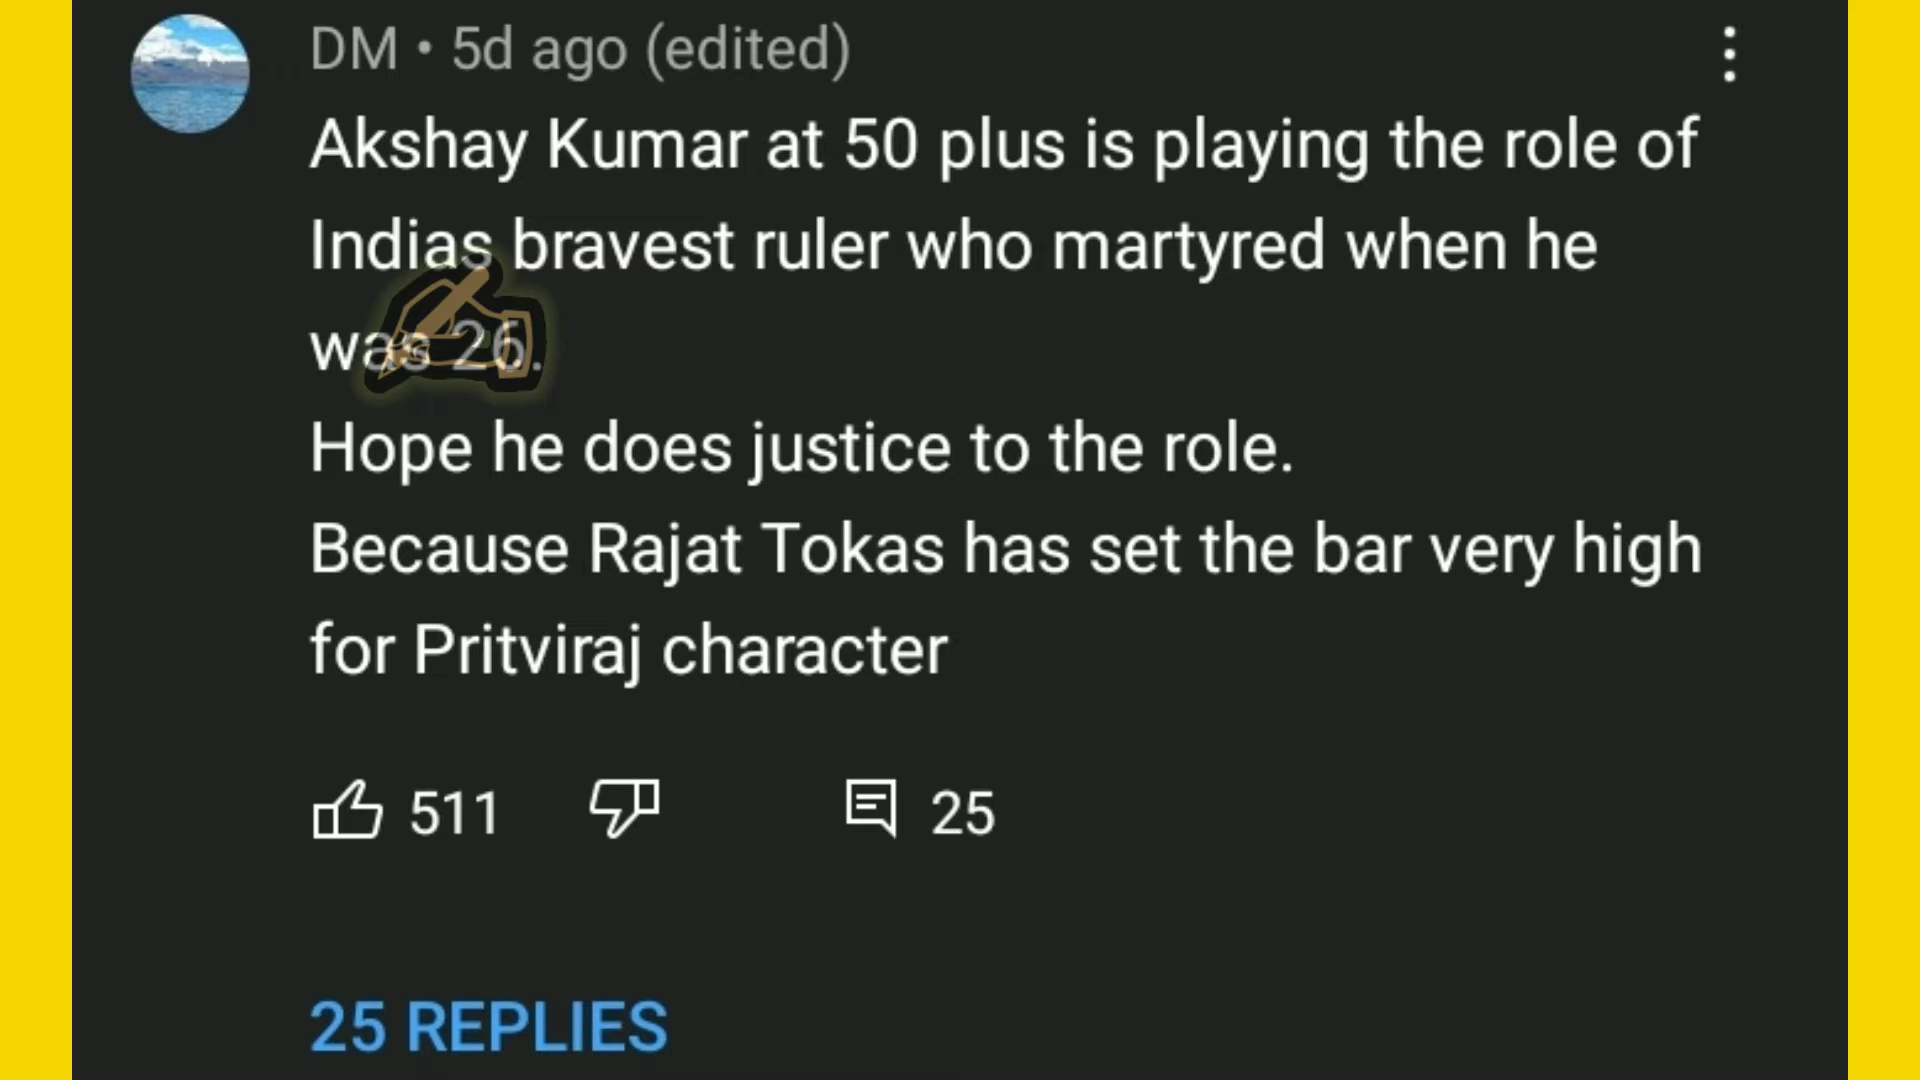 DM • 5d ago (edited)
Akshay Kumar at 50 plus is playing the role of
Indias bravest ruler who martyred when he
was 26.
Hope he does justice to the role.
Because Rajat Tokas has set the bar very high
for Pritviraj character
511
25
25 REPLIES